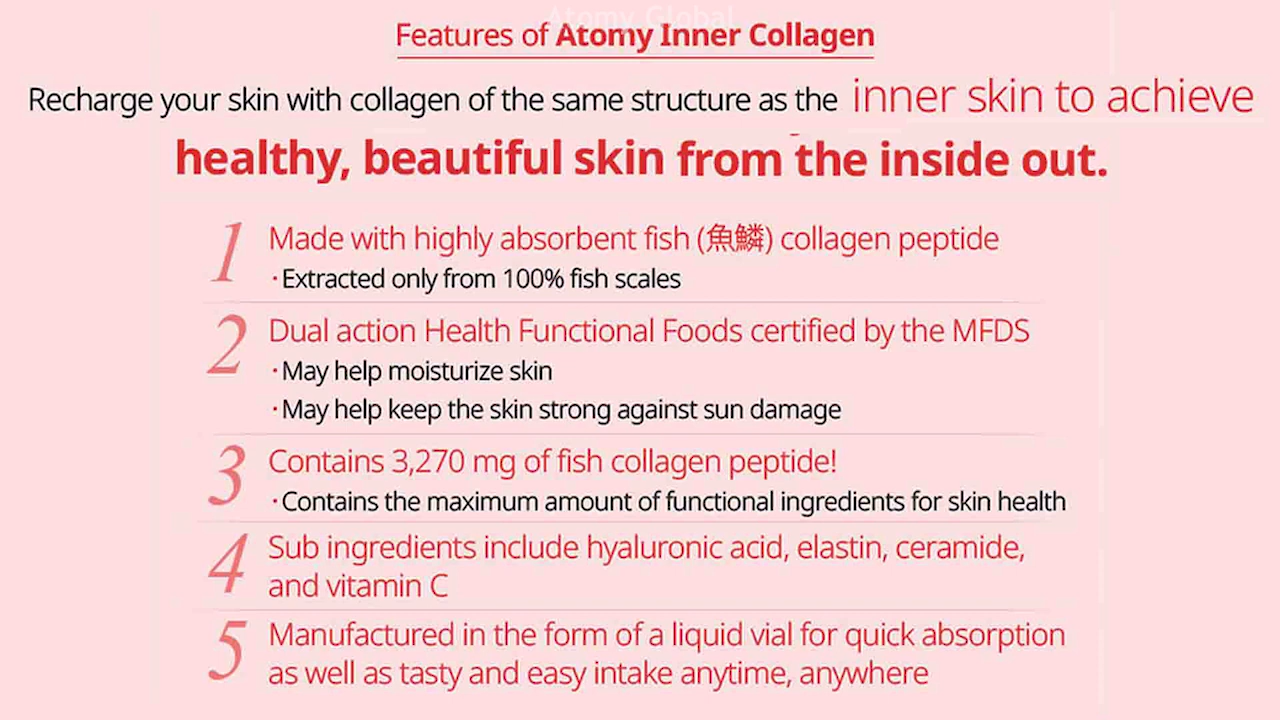 Atomy Global
Features of Atomy Inner Collagen
Recharge your skin with collagen of the same structure as the inner skin to achieve
healthy, beautiful skin from the inside out.
1 Made with highly absorbent fish (魚鱗) collagen peptide
·Extracted only from 100% fish scales
2 Dual action Health Functional Foods certified by the MFDS
·May help moisturize skin
·May help keep the skin strong against sun damage
3 Contains 3,270 mg of fish collagen peptide!
·Contains the maximum amount of functional ingredients for skin health
4 Sub ingredients include hyaluronic acid, elastin, ceramide,
and vitamin C
5 Manufactured in the form of a liquid vial for quick absorption
as well as tasty and easy intake anytime, anywhere